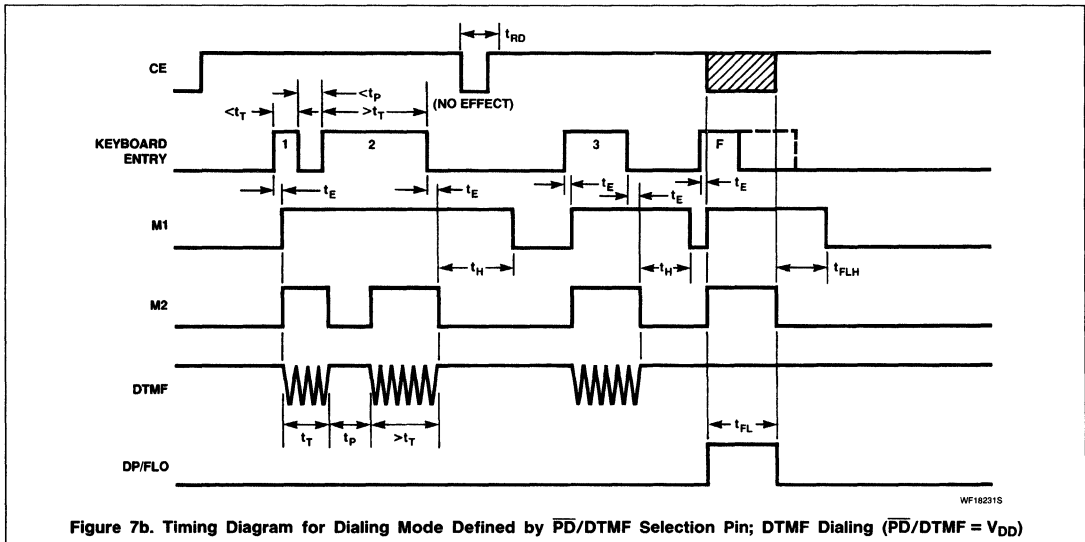 tRD
CE
<tP
<tT
>tT
(NO EFFECT)
KEYBOARD
ENTRY
1
2
3
F
tE
tE
tE
tE
tE
M1
tH
tH
tFLH
M2
DTMF
tT
tP
>tT
tFL
DP/FLO
WF18231S
Figure 7b. Timing Diagram for Dialing Mode Defined by P̅D̅/DTMF Selection Pin; DTMF Dialing (P̅D̅/DTMF = VDD)